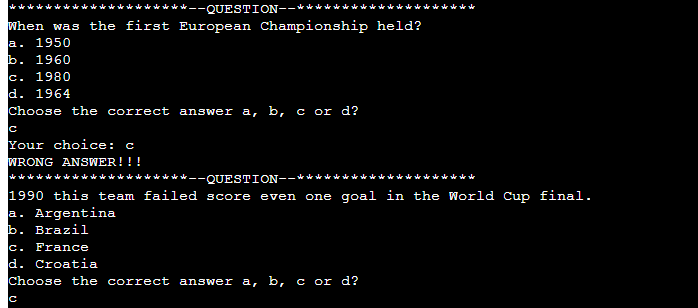 ********************--QUESTION--********************
When was the first European Championship held?
a. 1950
b. 1960
c. 1980
d. 1964
Choose the correct answer a, b, c or d?
c
Your choice: c
WRONG ANSWER!!!
********************--QUESTION--********************
1990 this team failed score even one goal in the World Cup final.
a. Argentina
b. Brazil
c. France
d. Croatia
Choose the correct answer a, b, c or d?
c